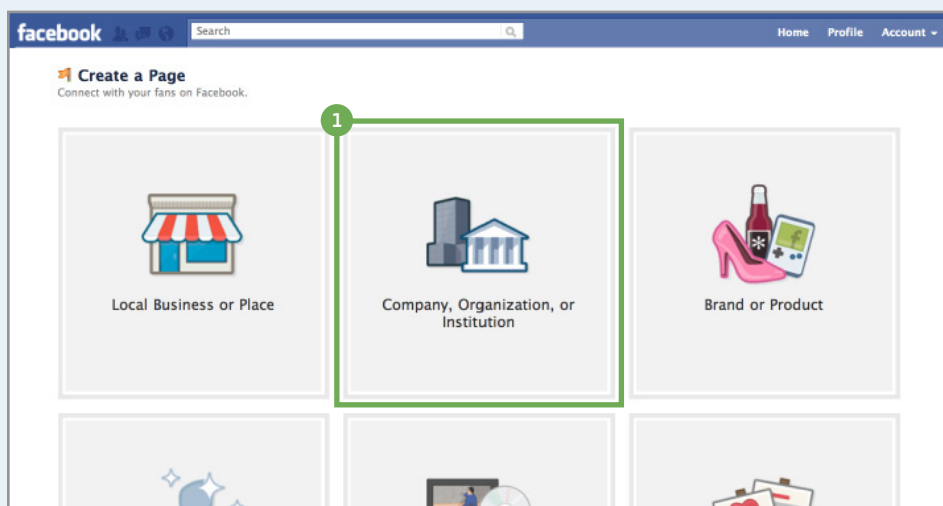 facebook
Search
Home Profile Account
Create a Page
Connect with your fans on Facebook.
1
Local Business or Place
Company, Organization, or
Institution
Brand or Product